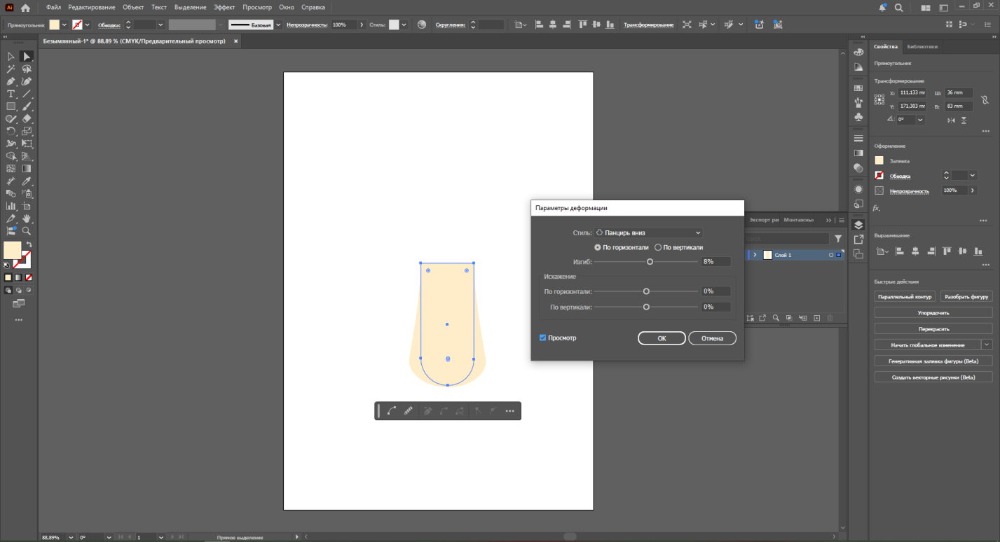 Ai Файл Редактирование Объект Текст Выделение Эффект Просмотр Окно Справка
Прямоугольник Обводка: Базовая Непрозрачность: 100% Стиль: Скругления: Трансформирование
Безымянный-1* @ 88,89 % (CMYK/Предварительный просмотр) ×
Свойства Библиотеки
Прямоугольник
Трансформирование
X: 111,133 mr Ш: 36 mm
Y: 171,303 mr В: 83 mm
0°
Оформление
Заливка
Обводка
Непрозрачность 100%
fx.
Параметры деформации
Стиль: Панцирь вниз
По горизонтали По вертикали
Изгиб: 8%
Искажение
По горизонтали: 0%
По вертикали: 0%
Просмотр ОК Отмена
Экспорт рес Монтажны
Слой 1
Выравнивание
Быстрые действия
Параллельный контур Разобрать фигуру
Упорядочить
Перекрасить
Начать глобальное изменение
Генеративная заливка фигуры (Beta)
Создать векторные рисунки (Beta)
88,89% 0° 1 Прямое выделение